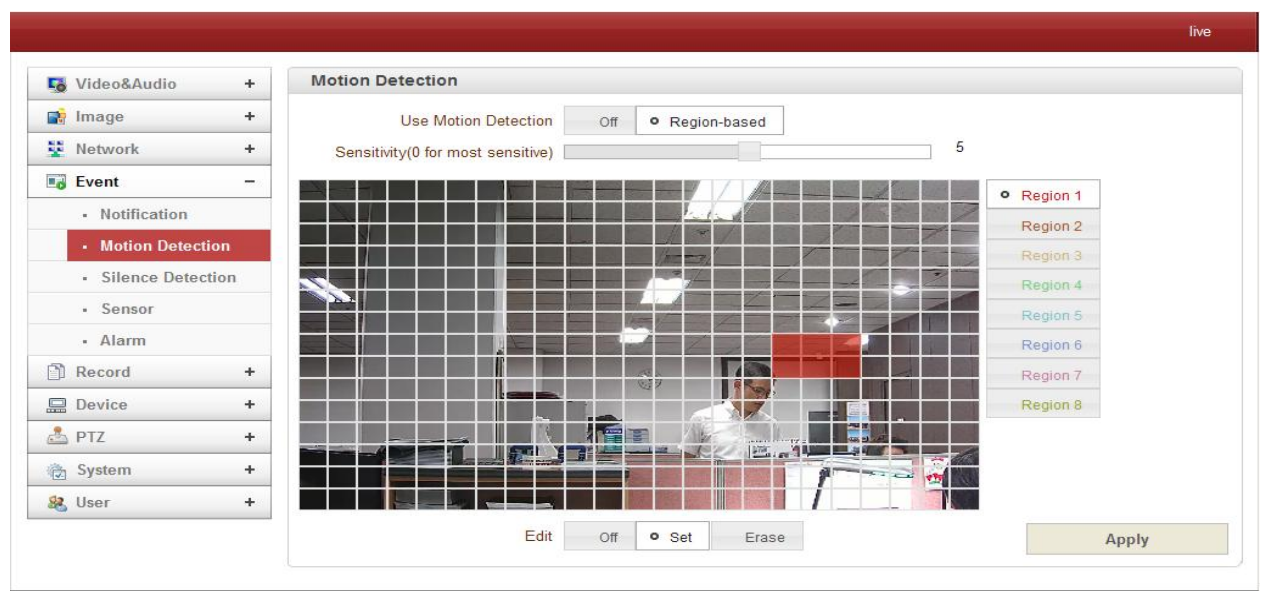 live
Video&Audio +
Image +
Network +
Event −
Notification
Motion Detection
Silence Detection
Sensor
Alarm
Record +
Device +
PTZ +
System +
User +
Motion Detection
Use Motion Detection Off Region-based
Sensitivity(0 for most sensitive) 5
Region 1
Region 2
Region 3
Region 4
Region 5
Region 6
Region 7
Region 8
Edit Off Set Erase
Apply